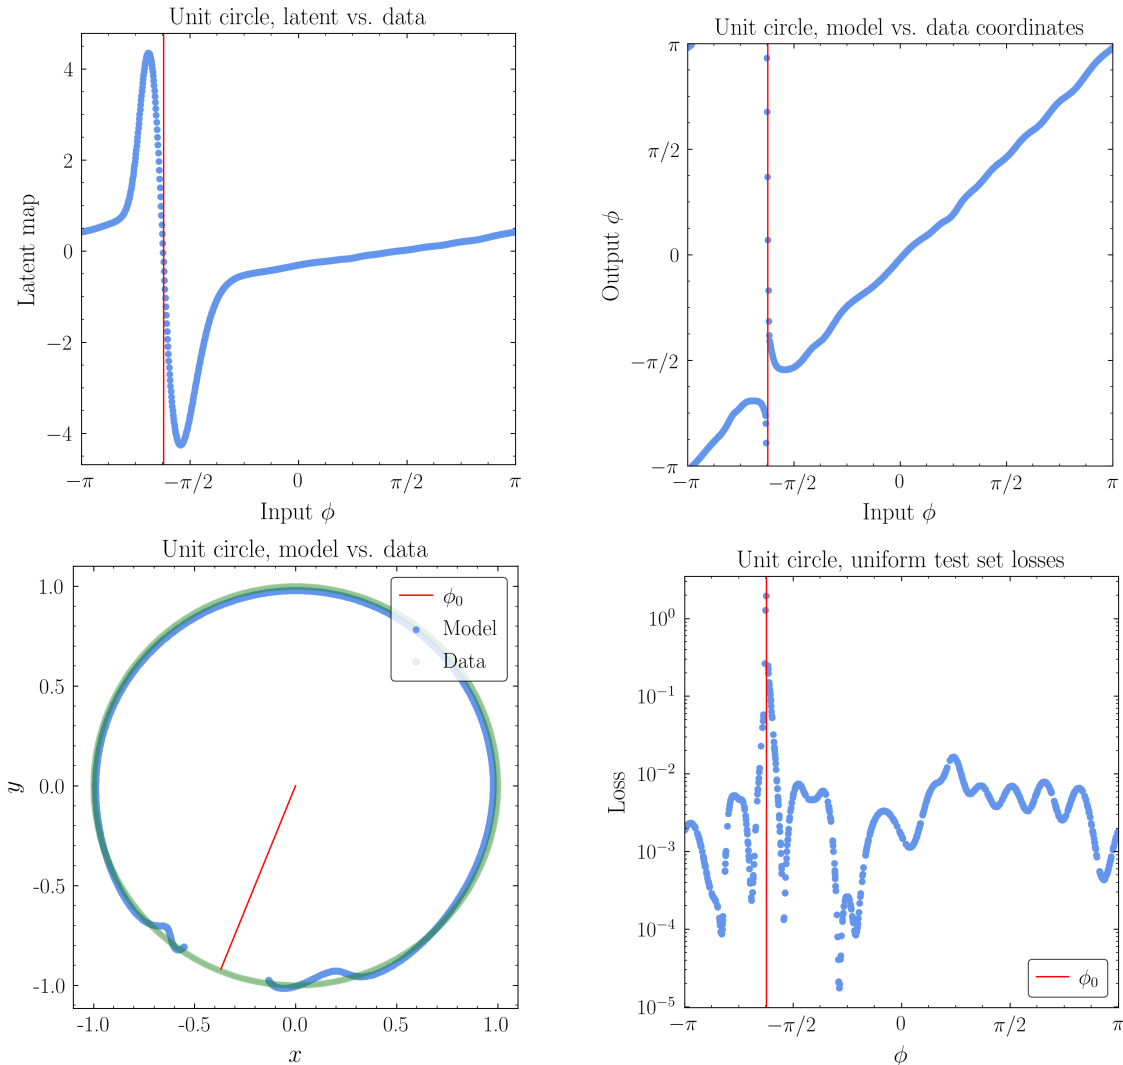 Unit circle, latent vs. data
4
2
0
−2
−4
Latent map
−π
−π/2
0
π/2
π
Input ϕ
Unit circle, model vs. data coordinates
π
π/2
0
−π/2
−π
Output ϕ
−π
−π/2
0
π/2
π
Input ϕ
Unit circle, model vs. data
1.0
0.5
0.0
-0.5
-1.0
y
ϕ₀
Model
Data
-1.0
-0.5
0.0
0.5
1.0
x
Unit circle, uniform test set losses
10⁰
10⁻¹
10⁻²
10⁻³
10⁻⁴
10⁻⁵
Loss
ϕ₀
−π
−π/2
0
π/2
π
ϕ